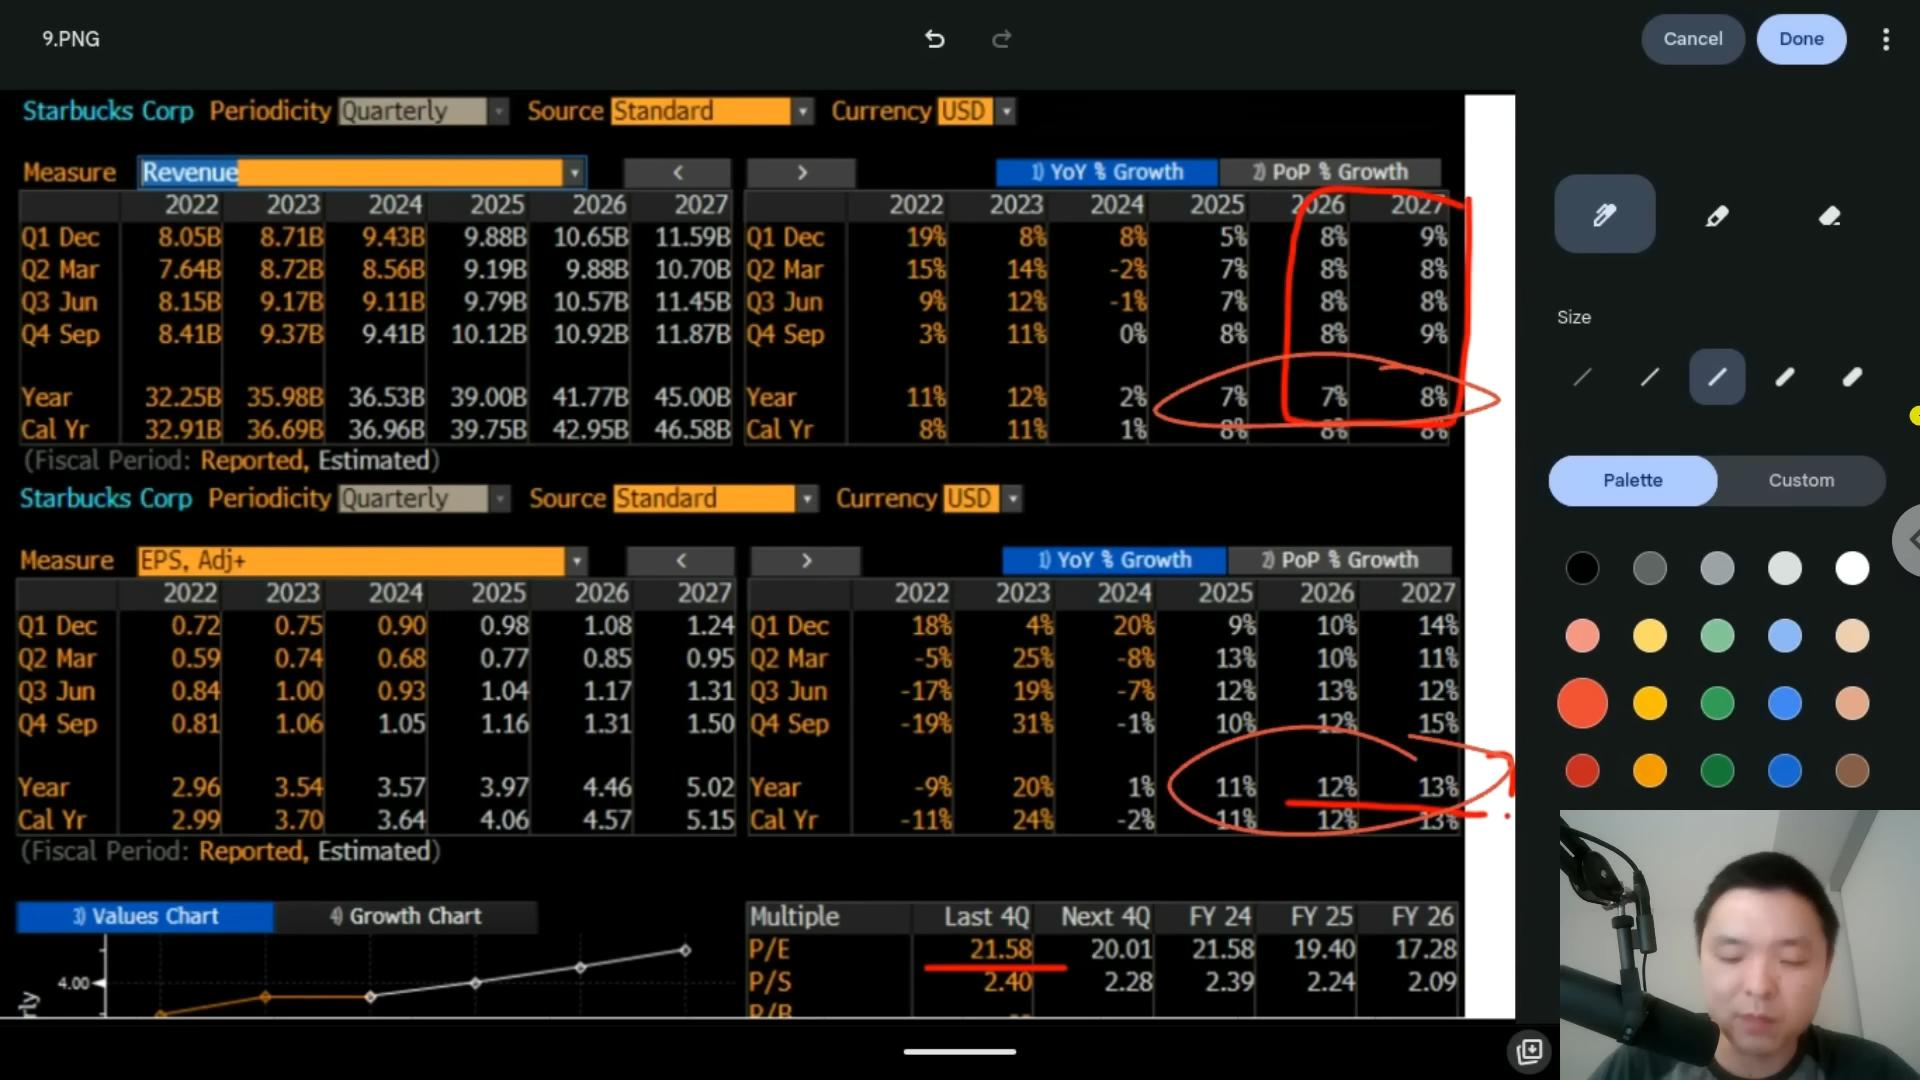 9.PNG
Cancel
Done
Starbucks Corp Periodicity Quarterly Source Standard Currency USD
Measure Revenue < > 1) YoY % Growth 2) PoP % Growth
2022 2023 2024 2025 2026 2027 2022 2023 2024 2025 2026 2027
Q1 Dec 8.05B 8.71B 9.43B 9.88B 10.65B 11.59B Q1 Dec 19% 8% 8% 5% 8% 9%
Q2 Mar 7.64B 8.72B 8.56B 9.19B 9.88B 10.70B Q2 Mar 15% 14% -2% 7% 8% 8%
Q3 Jun 8.15B 9.17B 9.11B 9.79B 10.57B 11.45B Q3 Jun 9% 12% -1% 7% 8% 8%
Q4 Sep 8.41B 9.37B 9.41B 10.12B 10.92B 11.87B Q4 Sep 3% 11% 0% 8% 8% 9%
Year 32.25B 35.98B 36.53B 39.00B 41.77B 45.00B Year 11% 12% 2% 7% 7% 8%
Cal Yr 32.91B 36.69B 36.96B 39.75B 42.95B 46.58B Cal Yr 8% 11% 1% 8% 8% 8%
(Fiscal Period: Reported, Estimated)
Starbucks Corp Periodicity Quarterly Source Standard Currency USD
Measure EPS, Adj+ < > 1) YoY % Growth 2) PoP % Growth
2022 2023 2024 2025 2026 2027 2022 2023 2024 2025 2026 2027
Q1 Dec 0.72 0.75 0.90 0.98 1.08 1.24 Q1 Dec 18% 4% 20% 9% 10% 14%
Q2 Mar 0.59 0.74 0.68 0.77 0.85 0.95 Q2 Mar -5% 25% -8% 13% 10% 11%
Q3 Jun 0.84 1.00 0.93 1.04 1.17 1.31 Q3 Jun -17% 19% -7% 12% 13% 12%
Q4 Sep 0.81 1.06 1.05 1.16 1.31 1.50 Q4 Sep -19% 31% -1% 10% 12% 15%
Year 2.96 3.54 3.57 3.97 4.46 5.02 Year -9% 20% 1% 11% 12% 13% ?
Cal Yr 2.99 3.70 3.64 4.06 4.57 5.15 Cal Yr -11% 24% -2% 11% 12% 13%
(Fiscal Period: Reported, Estimated)
3) Values Chart 4) Growth Chart
Multiple Last 4Q Next 4Q FY 24 FY 25 FY 26
P/E 21.58 20.01 21.58 19.40 17.28
4.00
P/S 2.40 2.28 2.39 2.24 2.09
Size
Palette
Custom